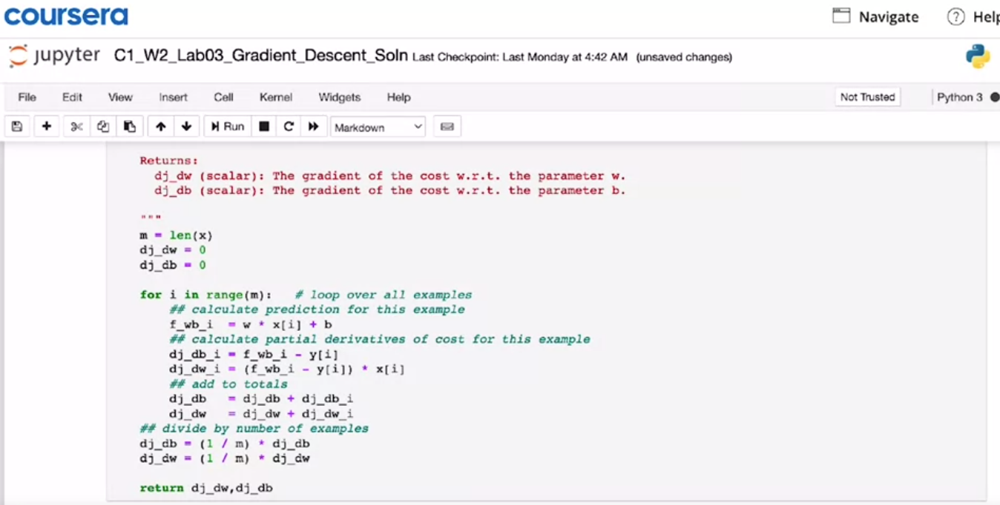 coursera
Navigate
Help
jupyter C1_W2_Lab03_Gradient_Descent_Soln Last Checkpoint: Last Monday at 4:42 AM (unsaved changes)
File Edit View Insert Cell Kernel Widgets Help
Not Trusted
Python 3
Run
Markdown
Returns:
  dj_dw (scalar): The gradient of the cost w.r.t. the parameter w.
  dj_db (scalar): The gradient of the cost w.r.t. the parameter b.
"""
m = len(x)
dj_dw = 0
dj_db = 0
for i in range(m):   # loop over all examples
    ## calculate prediction for this example
    f_wb_i  = w * x[i] + b
    ## calculate partial derivatives of cost for this example
    dj_db_i = f_wb_i - y[i]
    dj_dw_i = (f_wb_i - y[i]) * x[i]
    ## add to totals
    dj_db   = dj_db + dj_db_i
    dj_dw   = dj_dw + dj_dw_i
## divide by number of examples
dj_db = (1 / m) * dj_db
dj_dw = (1 / m) * dj_dw
return dj_dw,dj_db